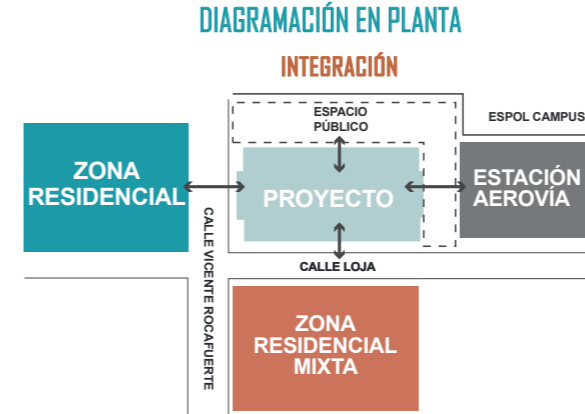 DIAGRAMACIÓN EN PLANTA
INTEGRACIÓN
ESPACIO
PÚBLICO
ESPOL CAMPUS
ZONA
RESIDENCIAL
PROYECTO
ESTACIÓN
AEROVÍA
CALLE VICENTE ROCAFUERTE
CALLE LOJA
ZONA
RESIDENCIAL
MIXTA